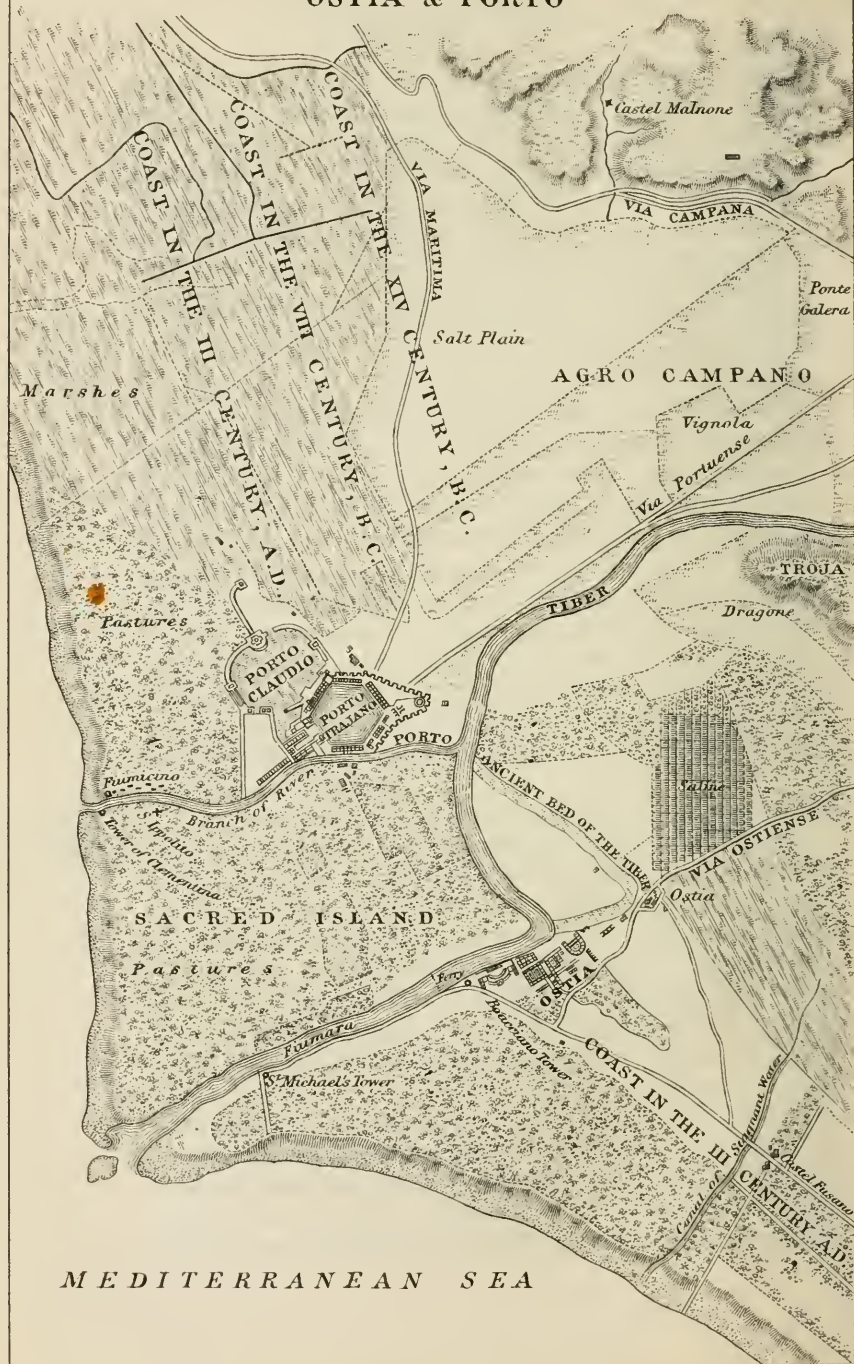 OSTIA & PORTO
Castel Malnone
VIA CAMPANA
COAST IN THE XIV CENTURY, B.C.
COAST IN THE VIII CENTURY, B.C.
COAST IN THE III CENTURY, A.D.
VIA MARITIMA
Ponte
Galera
Salt Plain
AGRO CAMPANO
Marshes
Vignola
Via Portuense
TROJA
TIBER
Dragone
Pastures
PORTO
CLAUDIO
PORTO
TRAJANO
PORTO
Fiumicino
Branch of River
ANCIENT BED OF THE TIBER
Saline
VIA OSTIENSE
Ippolito
Tower of Clementina
Ostia
SACRED ISLAND
Pastures
Ferry
OSTIA
Fiumara
Boacciano Tower
St Michael's Tower
COAST IN THE III CENTURY A.D.
Canal of Stagnant Water
Castel Fusano
MEDITERRANEAN SEA